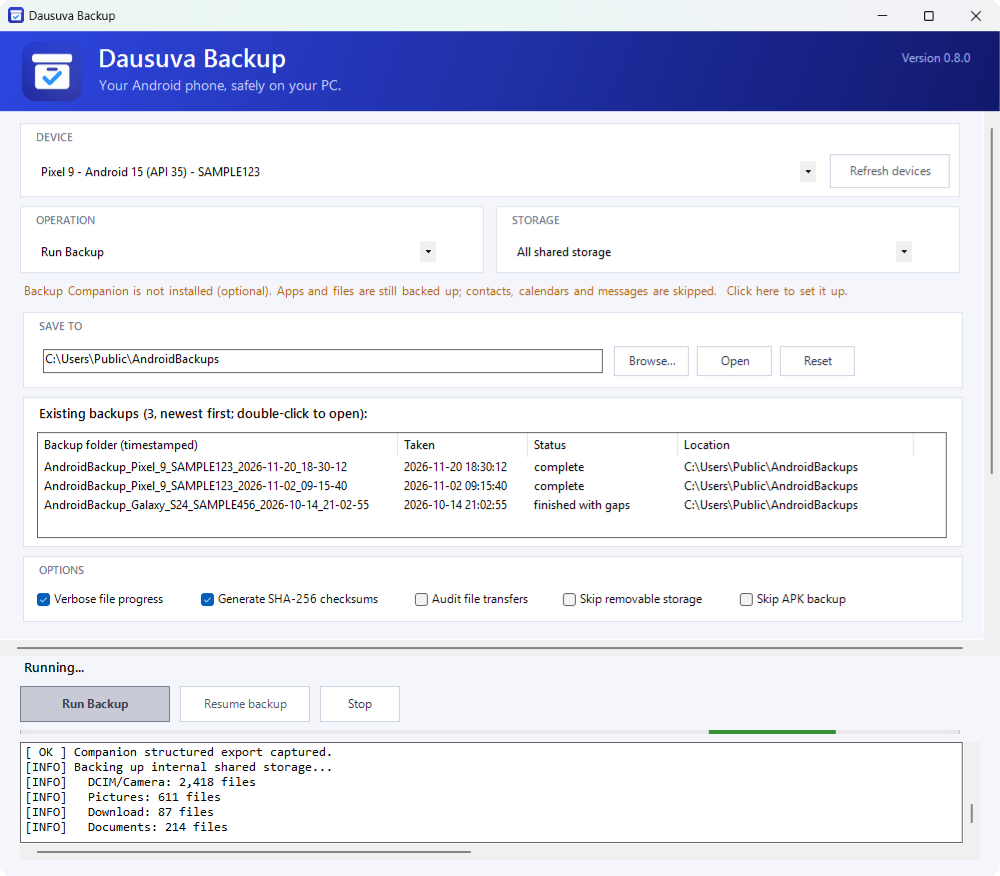 Dausuva Backup
Dausuva Backup
Your Android phone, safely on your PC.
Version 0.8.0
DEVICE
Pixel 9 - Android 15 (API 35) - SAMPLE123
Refresh devices
OPERATION
Run Backup
STORAGE
All shared storage
Backup Companion is not installed (optional). Apps and files are still backed up; contacts, calendars and messages are skipped. Click here to set it up.
SAVE TO
C:\Users\Public\AndroidBackups
Browse...
Open
Reset
Existing backups (3, newest first; double-click to open):
Backup folder (timestamped) Taken Status Location
AndroidBackup_Pixel_9_SAMPLE123_2026-11-20_18-30-12 2026-11-20 18:30:12 complete C:\Users\Public\AndroidBackups
AndroidBackup_Pixel_9_SAMPLE123_2026-11-02_09-15-40 2026-11-02 09:15:40 complete C:\Users\Public\AndroidBackups
AndroidBackup_Galaxy_S24_SAMPLE456_2026-10-14_21-02-55 2026-10-14 21:02:55 finished with gaps C:\Users\Public\AndroidBackups
OPTIONS
Verbose file progress
Generate SHA-256 checksums
Audit file transfers
Skip removable storage
Skip APK backup
Running...
Run Backup
Resume backup
Stop
[ OK ] Companion structured export captured.
[INFO] Backing up internal shared storage...
[INFO]   DCIM/Camera: 2,418 files
[INFO]   Pictures: 611 files
[INFO]   Download: 87 files
[INFO]   Documents: 214 files